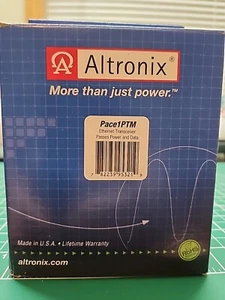 Altronix®
More than just power.™
Pace1PTM
Ethernet Transceiver
Passes Power and Data
Made in U.S.A. • Lifetime Warranty
altronix.com
RoHS